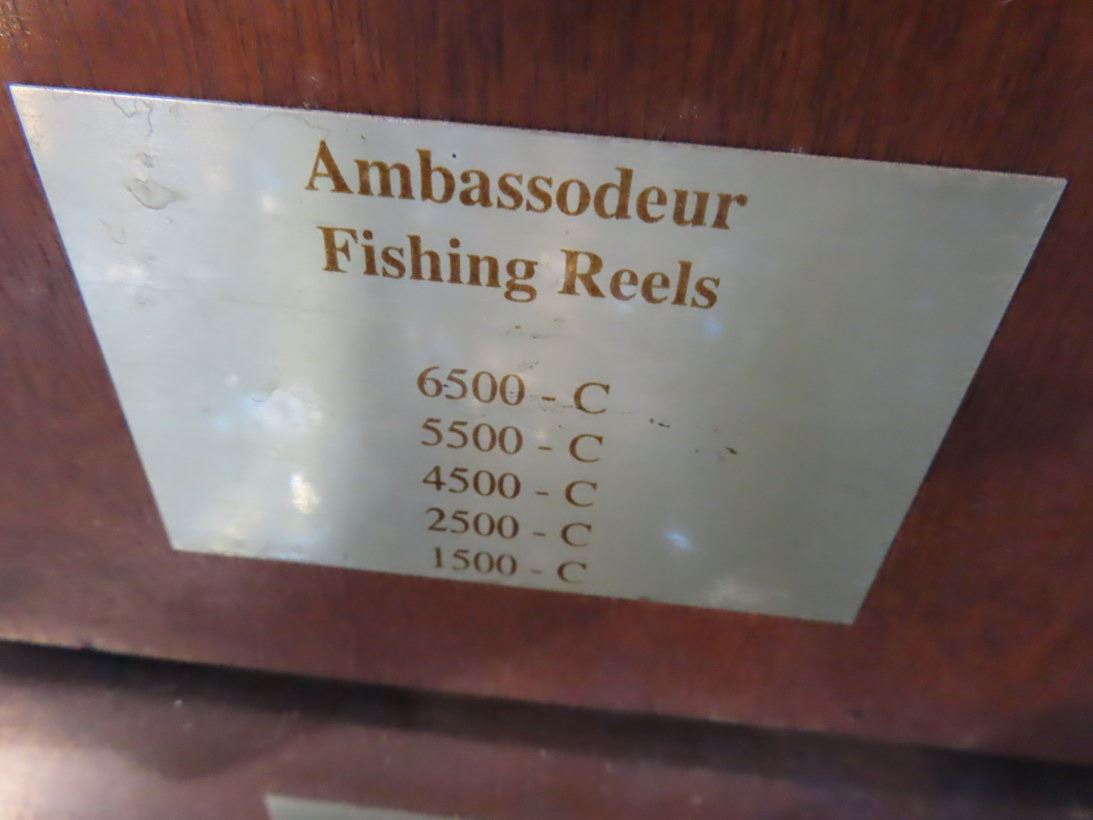 Ambassodeur
Fishing Reels
6500 - C
5500 - C
4500 - C
2500 - C
1500 - C